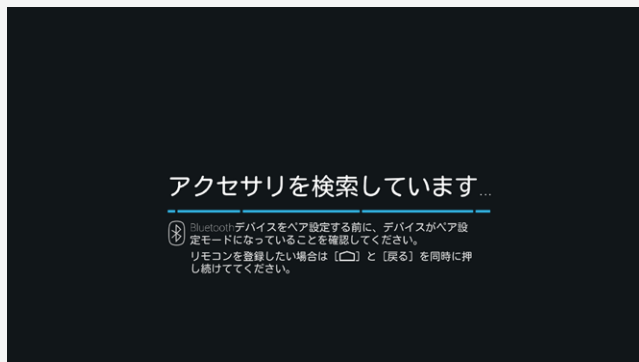 アクセサリを検索しています...
Bluetoothデバイスをペア設定する前に、デバイスがペア設
定モードになっていることを確認してください。
リモコンを登録したい場合は［⌂］と［戻る］を同時に押
し続けててください。